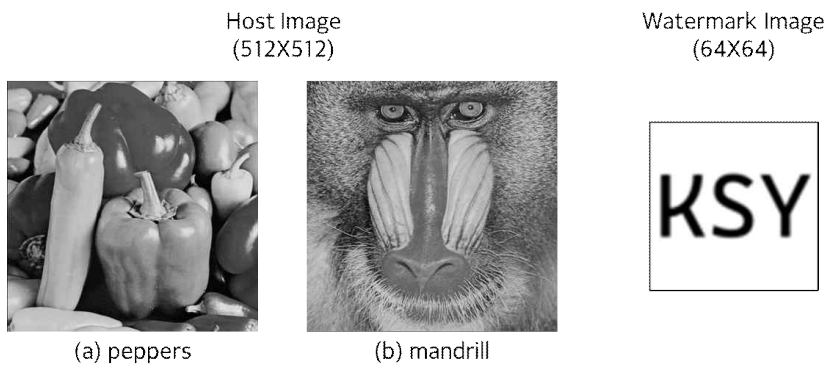 Host Image
(512X512)
Watermark Image
(64X64)
KSY
(a) peppers
(b) mandrill